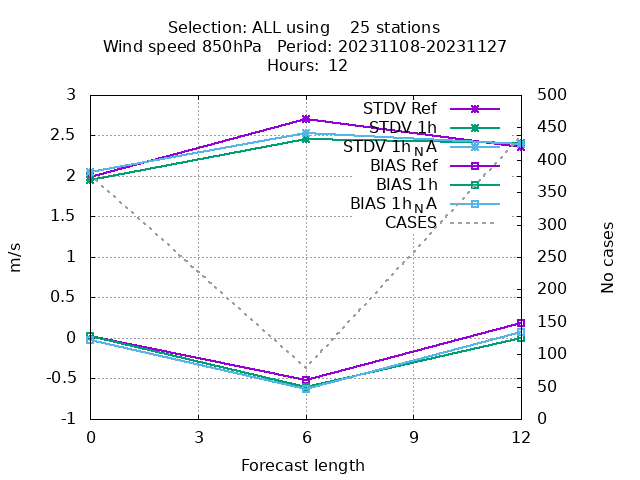 Selection: ALL using    25 stations
Wind speed 850hPa   Period: 20231108-20231127
Hours:  12
3
2.5
2
1.5
1
0.5
0
-0.5
-1
500
450
400
350
300
250
200
150
100
50
0
STDV Ref
STDV 1h
STDV 1h_NA
BIAS Ref
BIAS 1h
BIAS 1h_NA
CASES
m/s
No cases
0 3 6 9 12
Forecast length